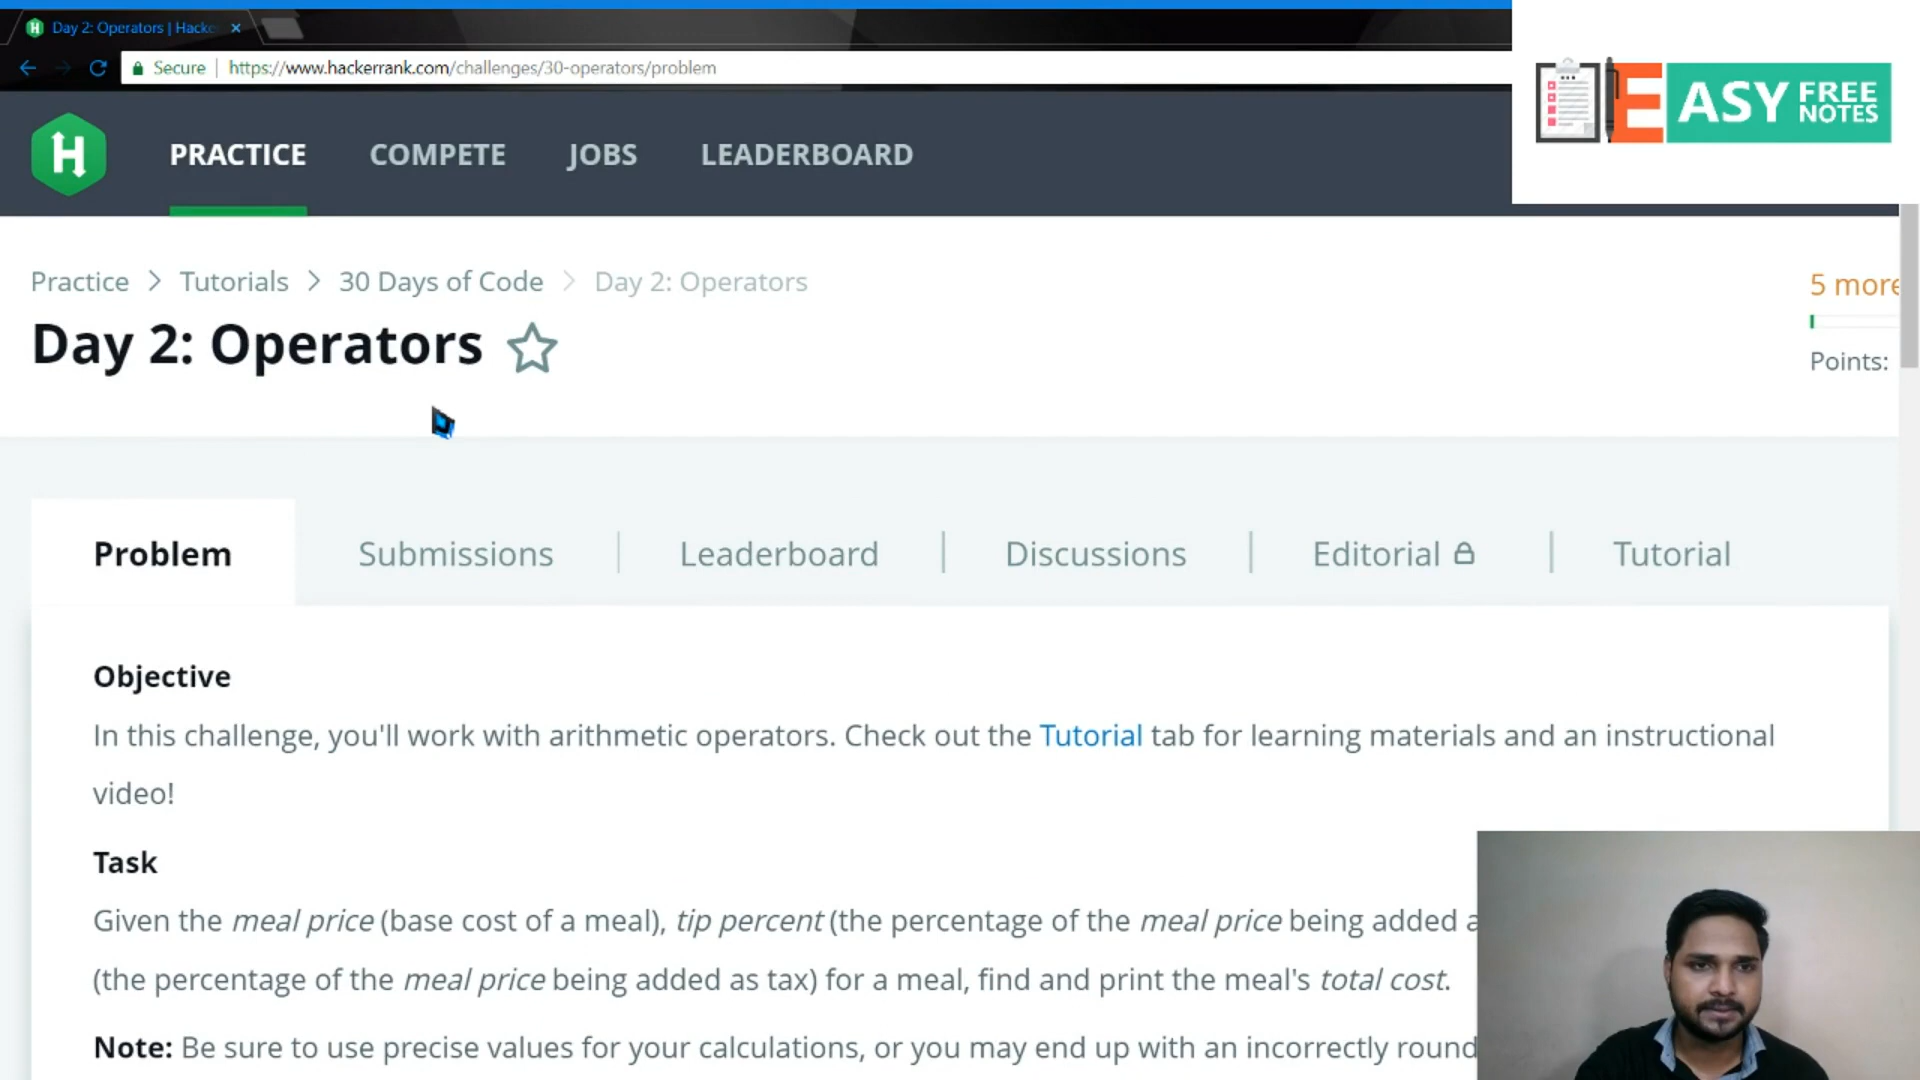 Day 2: Operators | Hacke
Secure https://www.hackerrank.com/challenges/30-operators/problem
EASY FREE NOTES
PRACTICE COMPETE JOBS LEADERBOARD
Practice > Tutorials > 30 Days of Code > Day 2: Operators
5 more
Day 2: Operators
Points:
Problem Submissions Leaderboard Discussions Editorial Tutorial
Objective
In this challenge, you'll work with arithmetic operators. Check out the Tutorial tab for learning materials and an instructional
video!
Task
Given the meal price (base cost of a meal), tip percent (the percentage of the meal price being added a
(the percentage of the meal price being added as tax) for a meal, find and print the meal's total cost.
Note: Be sure to use precise values for your calculations, or you may end up with an incorrectly round